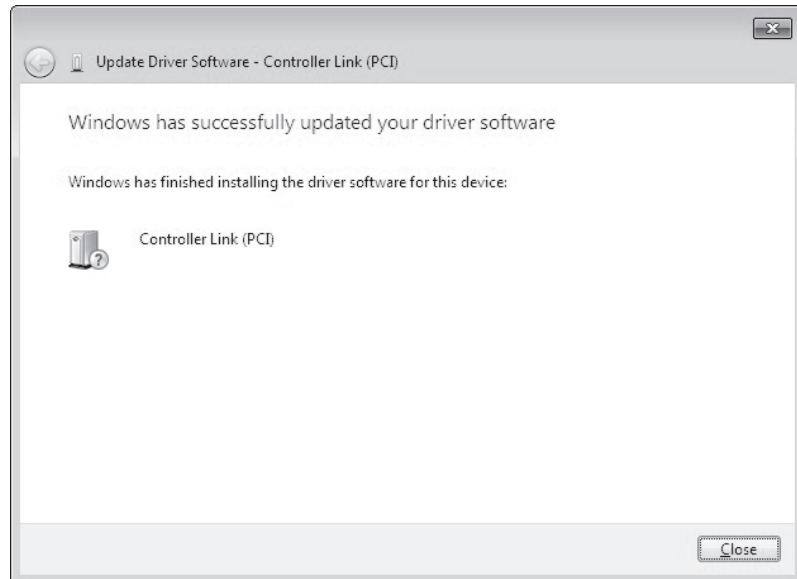 Update Driver Software - Controller Link (PCI)
Windows has successfully updated your driver software
Windows has finished installing the driver software for this device:
Controller Link (PCI)
?
Close